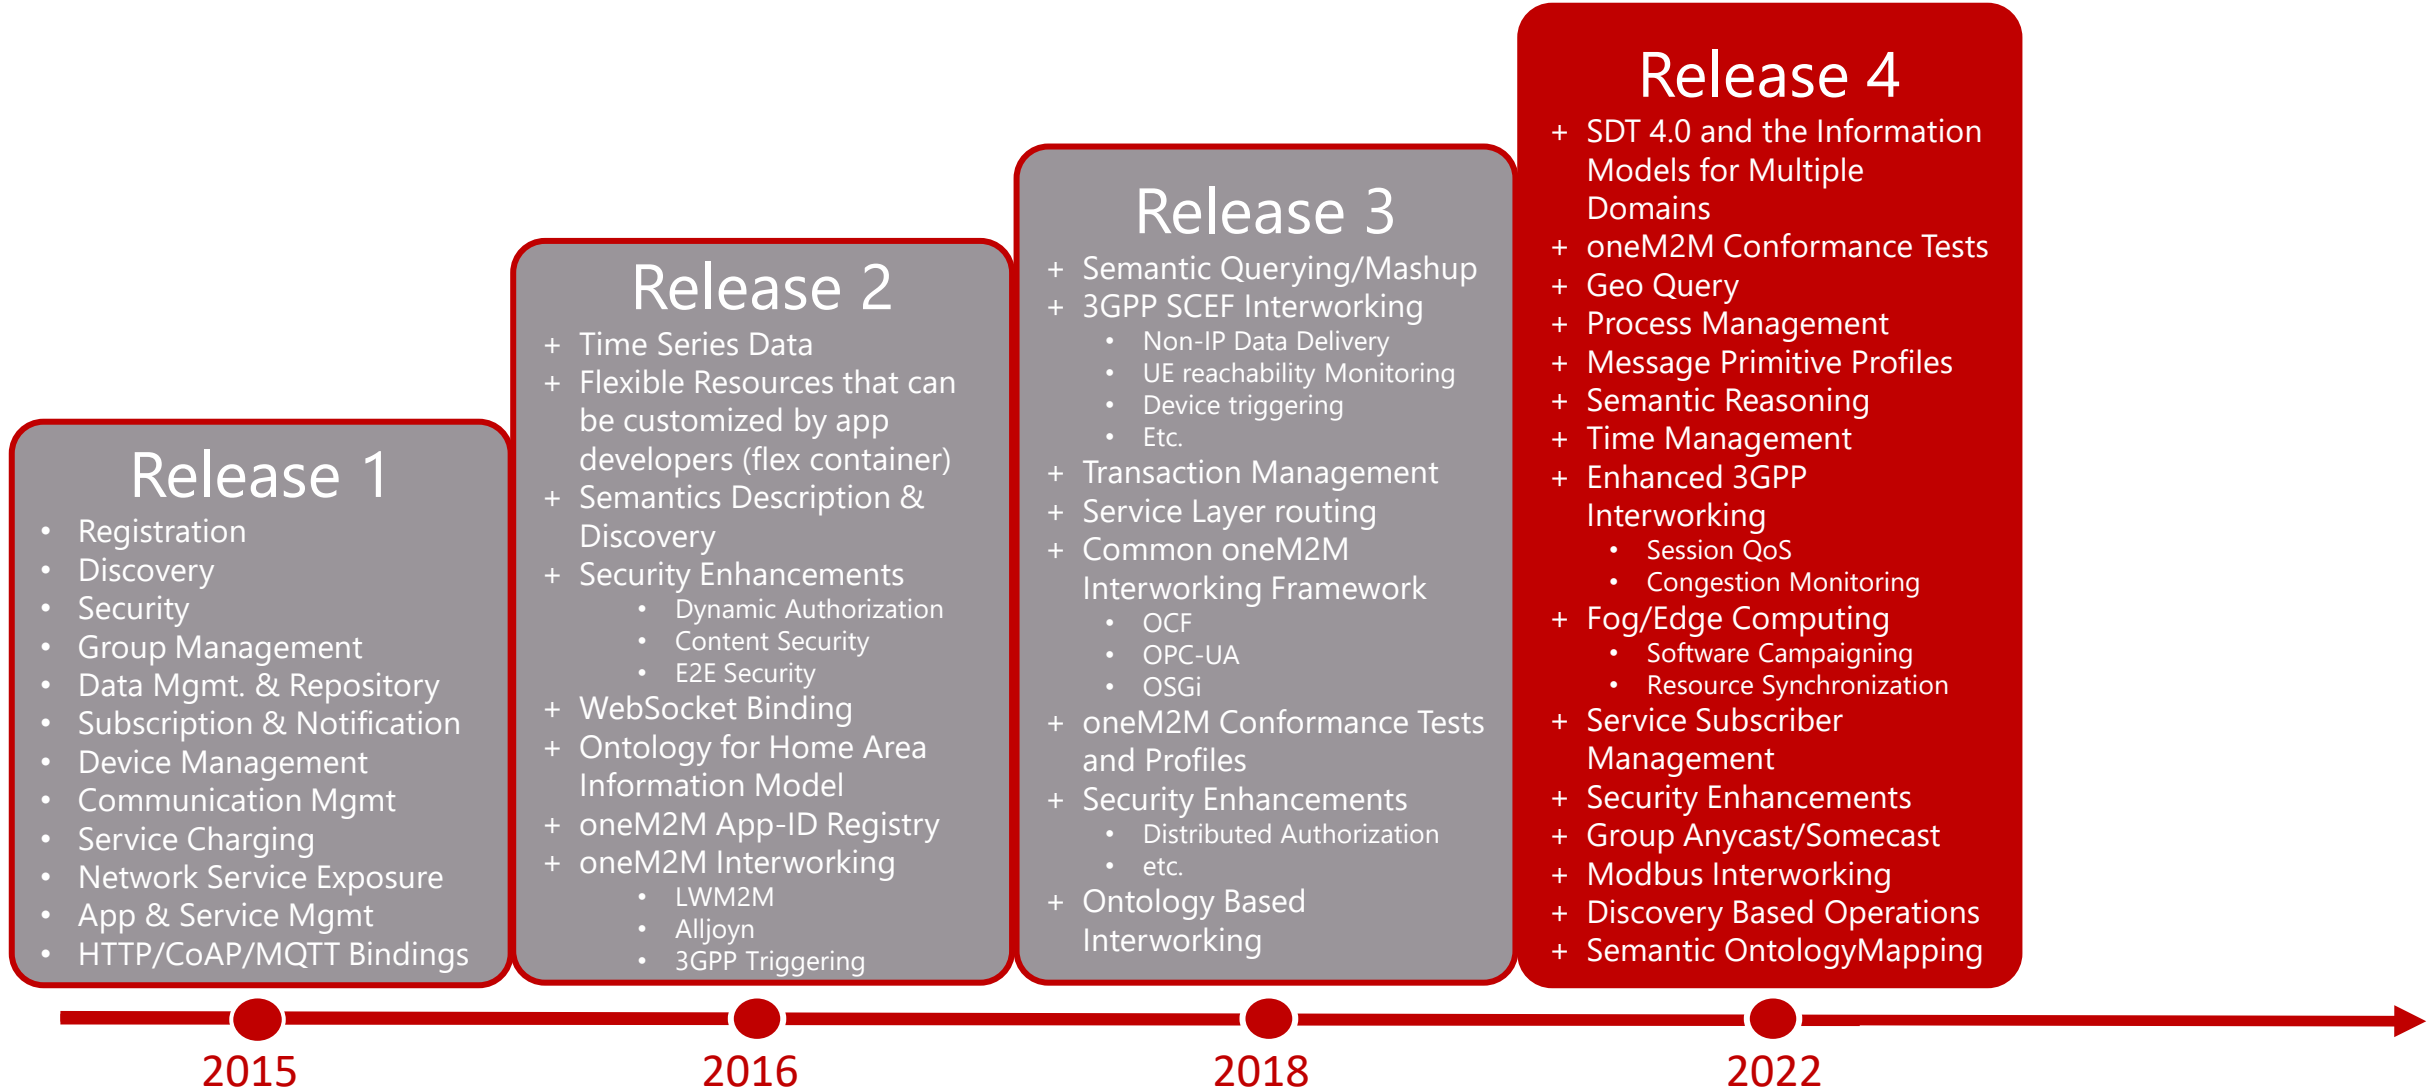 Release 1
• Registration
• Discovery
• Security
• Group Management
• Data Mgmt. & Repository
• Subscription & Notification
• Device Management
• Communication Mgmt
• Service Charging
• Network Service Exposure
• App & Service Mgmt
• HTTP/CoAP/MQTT Bindings
Release 2
+ Time Series Data
+ Flexible Resources that can
be customized by app
developers (flex container)
+ Semantics Description &
Discovery
+ Security Enhancements
• Dynamic Authorization
• Content Security
• E2E Security
+ WebSocket Binding
+ Ontology for Home Area
Information Model
+ oneM2M App-ID Registry
+ oneM2M Interworking
• LWM2M
• Alljoyn
• 3GPP Triggering
Release 3
+ Semantic Querying/Mashup
+ 3GPP SCEF Interworking
• Non-IP Data Delivery
• UE reachability Monitoring
• Device triggering
• Etc.
+ Transaction Management
+ Service Layer routing
+ Common oneM2M
Interworking Framework
• OCF
• OPC-UA
• OSGi
+ oneM2M Conformance Tests
and Profiles
+ Security Enhancements
• Distributed Authorization
• etc.
+ Ontology Based
Interworking
Release 4
+ SDT 4.0 and the Information
Models for Multiple
Domains
+ oneM2M Conformance Tests
+ Geo Query
+ Process Management
+ Message Primitive Profiles
+ Semantic Reasoning
+ Time Management
+ Enhanced 3GPP
Interworking
• Session QoS
• Congestion Monitoring
+ Fog/Edge Computing
• Software Campaigning
• Resource Synchronization
+ Service Subscriber
Management
+ Security Enhancements
+ Group Anycast/Somecast
+ Modbus Interworking
+ Discovery Based Operations
+ Semantic OntologyMapping
2015
2016
2018
2022